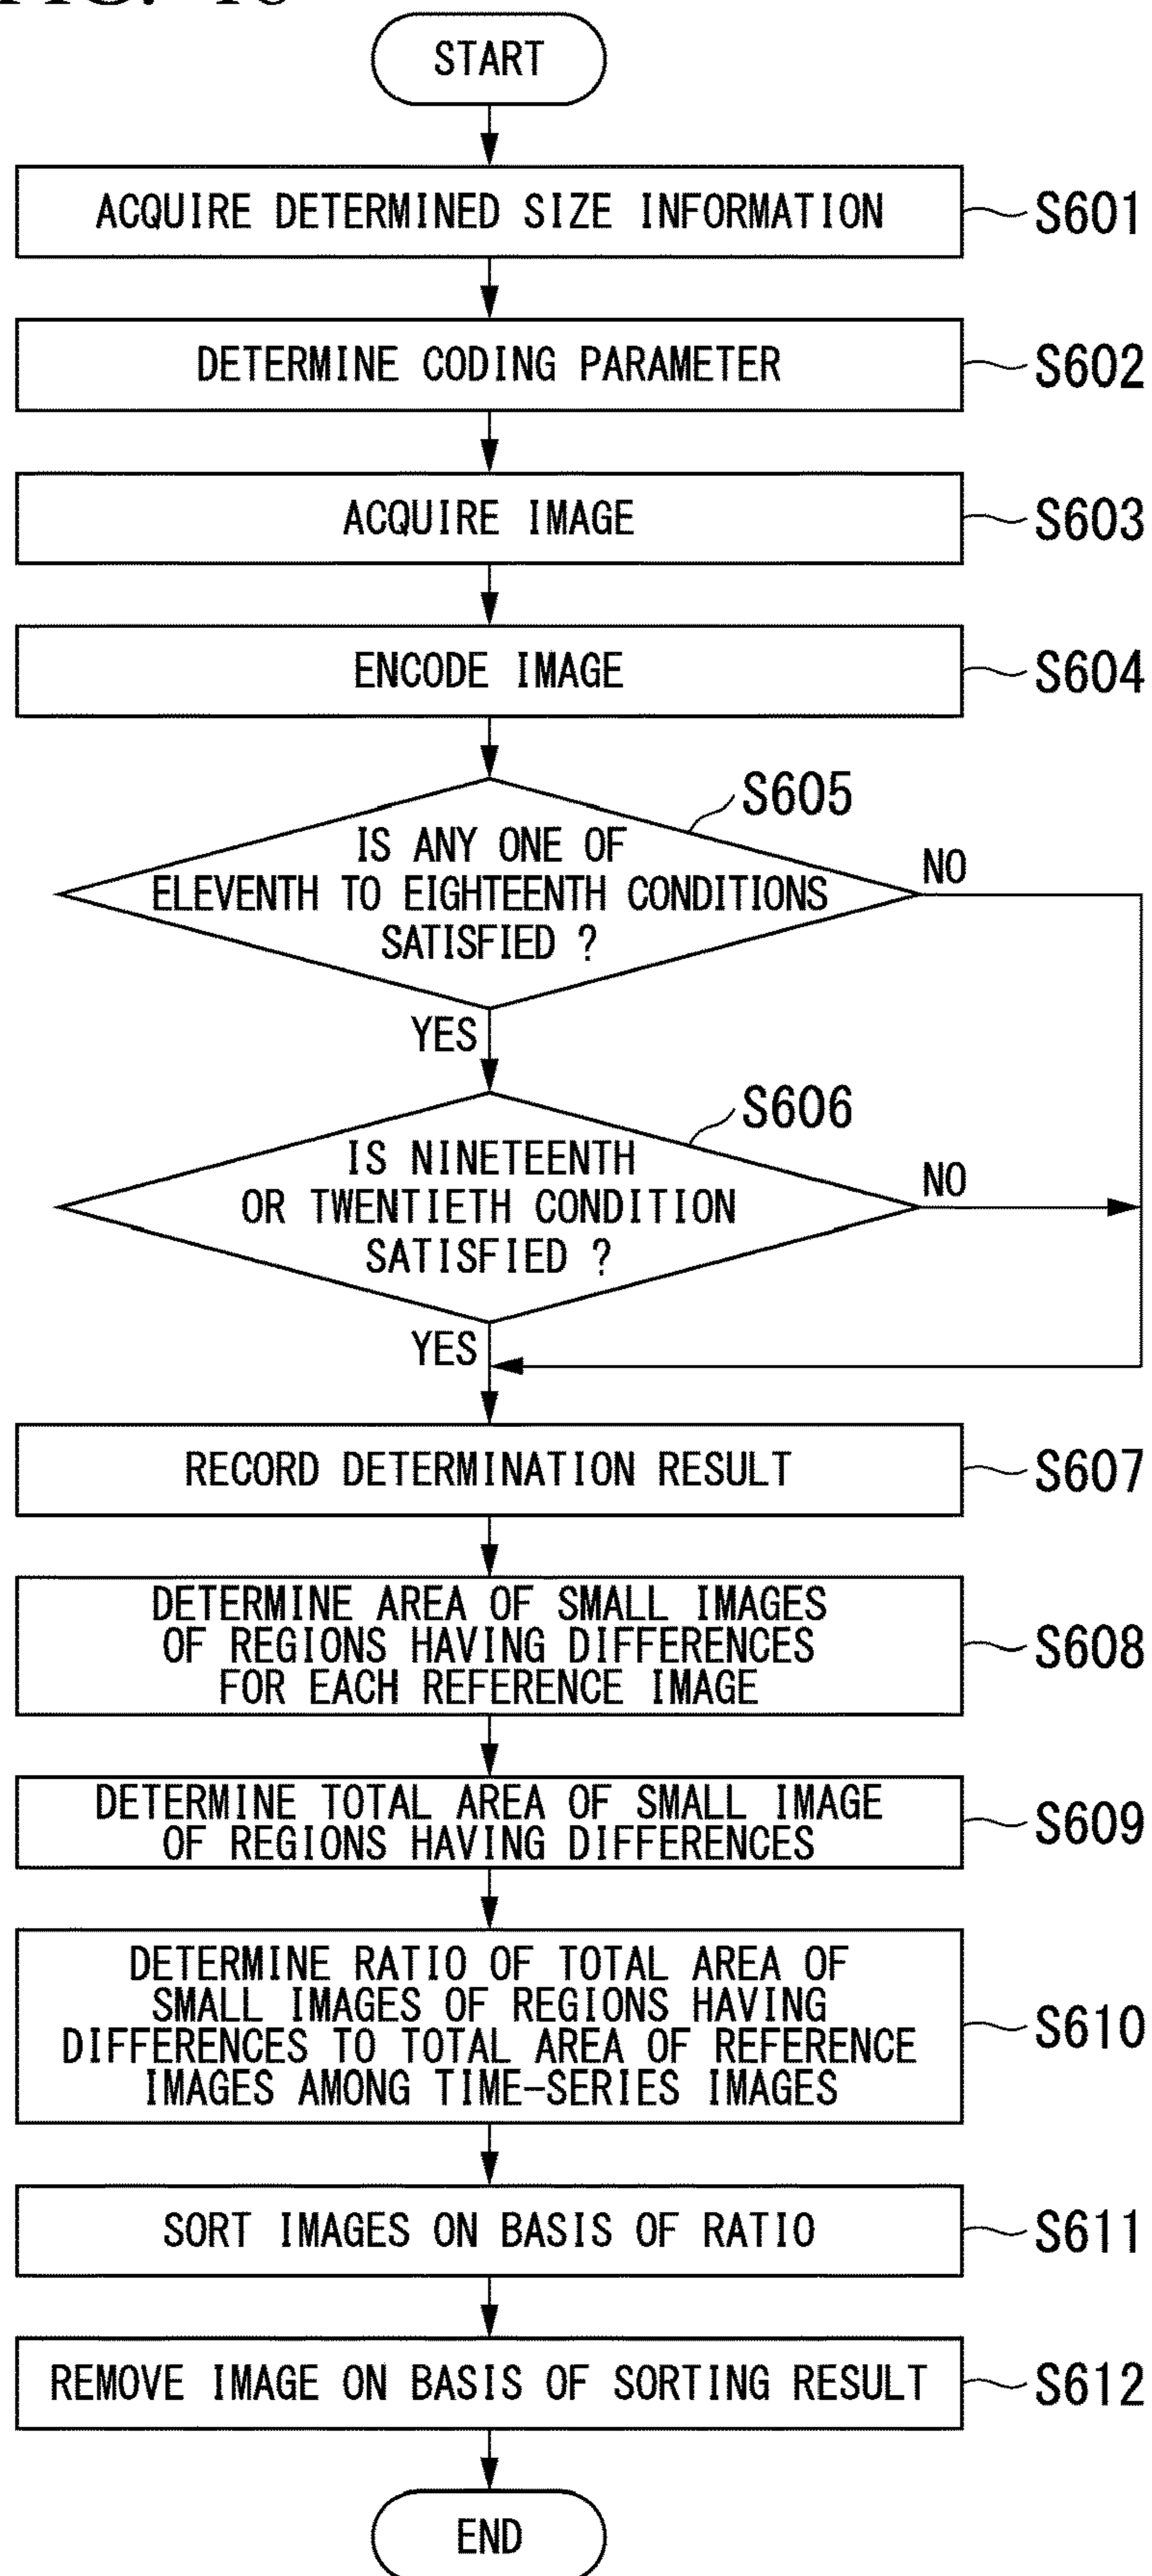 START
ACQUIRE DETERMINED SIZE INFORMATION
S601
DETERMINE CODING PARAMETER
S602
ACQUIRE IMAGE
S603
ENCODE IMAGE
S604
S605
IS ANY ONE OF
ELEVENTH TO EIGHTEENTH CONDITIONS
SATISFIED ?
NO
YES
S606
IS NINETEENTH
OR TWENTIETH CONDITION
SATISFIED ?
NO
YES
RECORD DETERMINATION RESULT
S607
DETERMINE AREA OF SMALL IMAGES
OF REGIONS HAVING DIFFERENCES
FOR EACH REFERENCE IMAGE
S608
DETERMINE TOTAL AREA OF SMALL IMAGE
OF REGIONS HAVING DIFFERENCES
S609
DETERMINE RATIO OF TOTAL AREA OF
SMALL IMAGES OF REGIONS HAVING
DIFFERENCES TO TOTAL AREA OF REFERENCE
IMAGES AMONG TIME-SERIES IMAGES
S610
SORT IMAGES ON BASIS OF RATIO
S611
REMOVE IMAGE ON BASIS OF SORTING RESULT
S612
END